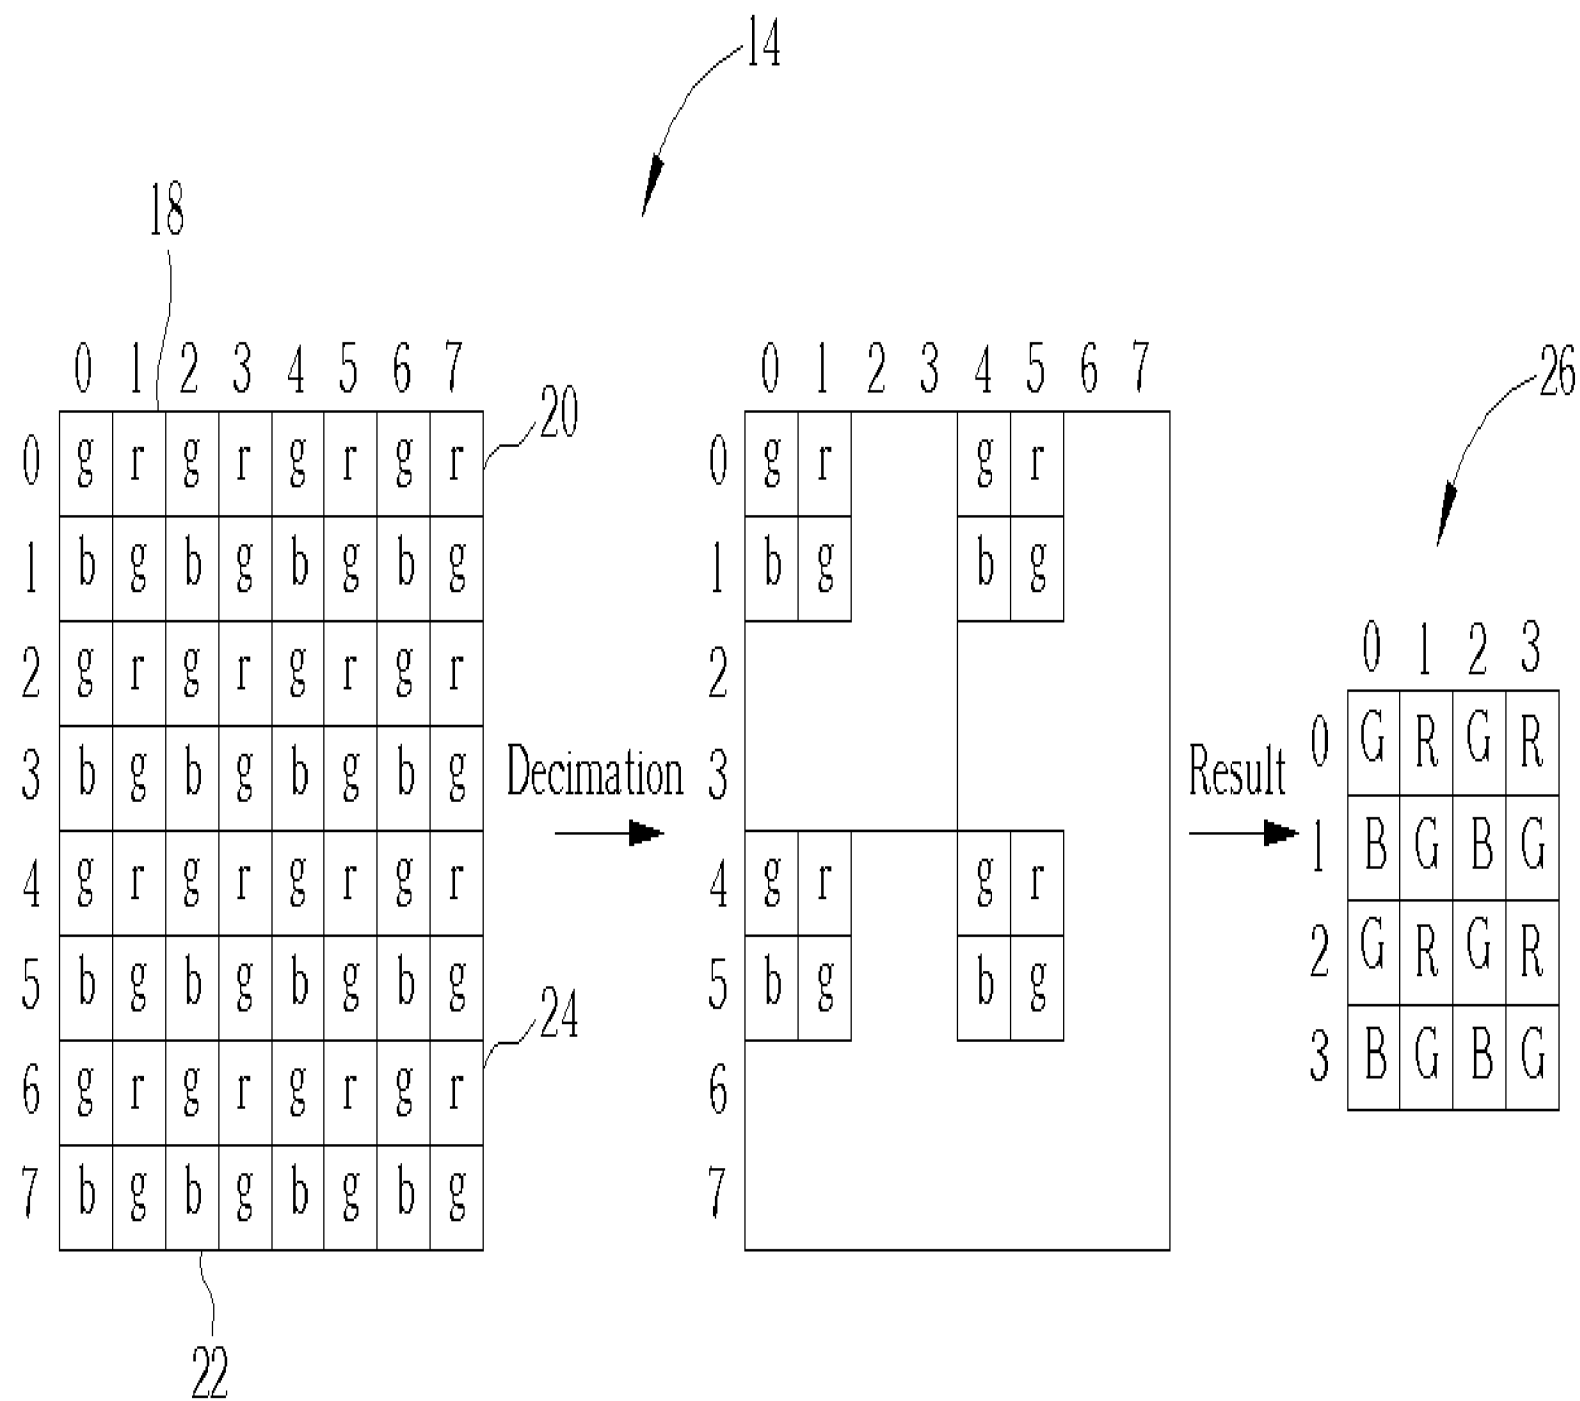 14
18
0 1 2 3 4 5 6 7
20
0 g r g r g r g r
1 b g b g b g b g
2 g r g r g r g r
3 b g b g b g b g
4 g r g r g r g r
5 b g b g b g b g
24
6 g r g r g r g r
7 b g b g b g b g
22
Decimation
0 1 2 3 4 5 6 7
0 g r g r
1 b g b g
2
3
4 g r g r
5 b g b g
6
7
Result
26
0 1 2 3
0 G R G R
1 B G B G
2 G R G R
3 B G B G